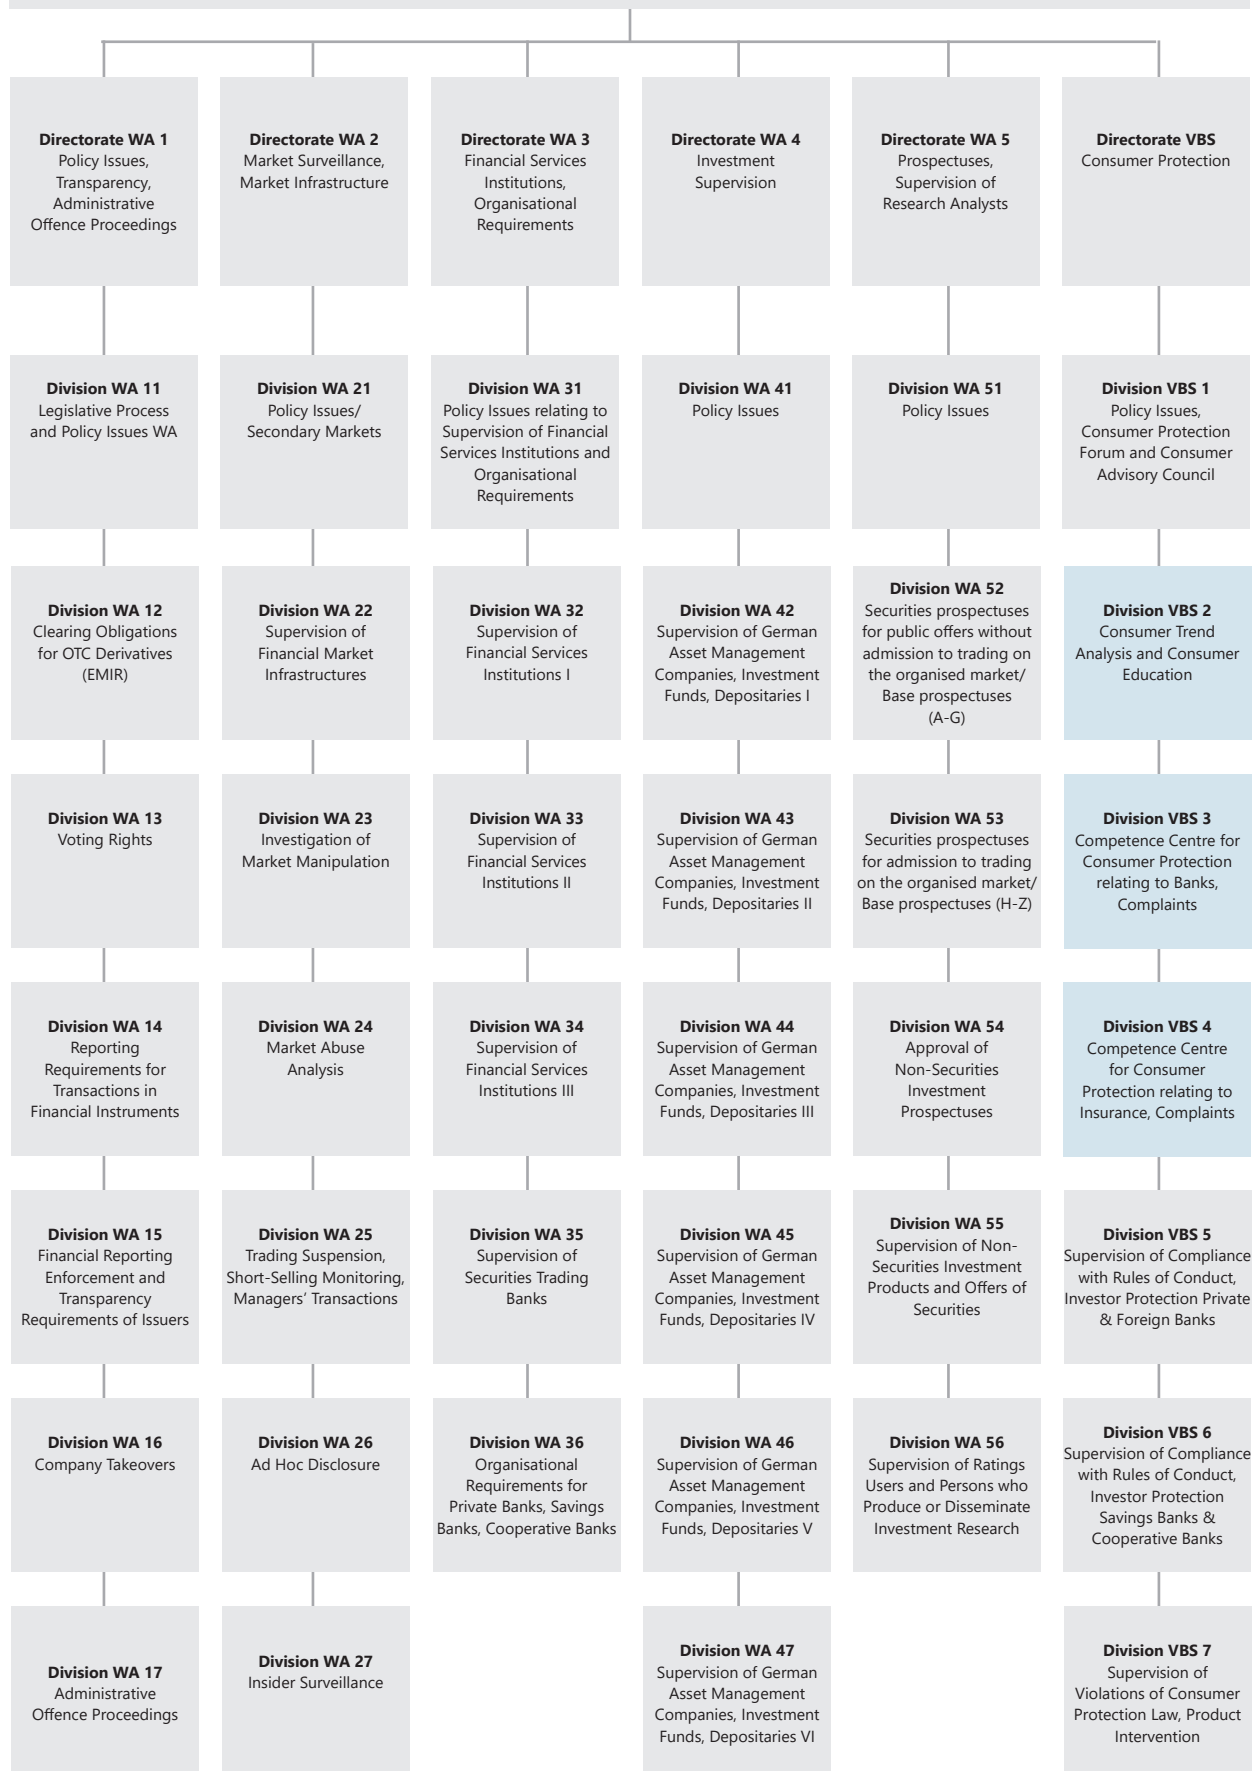 Directorate WA 1
Policy Issues,
Transparency,
Administrative
Offence Proceedings
Directorate WA 2
Market Surveillance,
Market Infrastructure
Directorate WA 3
Financial Services
Institutions,
Organisational
Requirements
Directorate WA 4
Investment
Supervision
Directorate WA 5
Prospectuses,
Supervision of
Research Analysts
Directorate VBS
Consumer Protection
Division WA 11
Legislative Process
and Policy Issues WA
Division WA 21
Policy Issues/
Secondary Markets
Division WA 31
Policy Issues relating to
Supervision of Financial
Services Institutions and
Organisational
Requirements
Division WA 41
Policy Issues
Division WA 51
Policy Issues
Division VBS 1
Policy Issues,
Consumer Protection
Forum and Consumer
Advisory Council
Division WA 12
Clearing Obligations
for OTC Derivatives
(EMIR)
Division WA 22
Supervision of
Financial Market
Infrastructures
Division WA 32
Supervision of
Financial Services
Institutions I
Division WA 42
Supervision of German
Asset Management
Companies, Investment
Funds, Depositaries I
Division WA 52
Securities prospectuses
for public offers without
admission to trading on
the organised market/
Base prospectuses
(A-G)
Division VBS 2
Consumer Trend
Analysis and Consumer
Education
Division WA 13
Voting Rights
Division WA 23
Investigation of
Market Manipulation
Division WA 33
Supervision of
Financial Services
Institutions II
Division WA 43
Supervision of German
Asset Management
Companies, Investment
Funds, Depositaries II
Division WA 53
Securities prospectuses
for admission to trading
on the organised market/
Base prospectuses (H-Z)
Division VBS 3
Competence Centre for
Consumer Protection
relating to Banks,
Complaints
Division WA 14
Reporting
Requirements for
Transactions in
Financial Instruments
Division WA 24
Market Abuse
Analysis
Division WA 34
Supervision of
Financial Services
Institutions III
Division WA 44
Supervision of German
Asset Management
Companies, Investment
Funds, Depositaries III
Division WA 54
Approval of
Non-Securities
Investment
Prospectuses
Division VBS 4
Competence Centre
for Consumer
Protection relating to
Insurance, Complaints
Division WA 15
Financial Reporting
Enforcement and
Transparency
Requirements of Issuers
Division WA 25
Trading Suspension,
Short-Selling Monitoring,
Managers’ Transactions
Division WA 35
Supervision of
Securities Trading
Banks
Division WA 45
Supervision of German
Asset Management
Companies, Investment
Funds, Depositaries IV
Division WA 55
Supervision of Non-
Securities Investment
Products and Offers of
Securities
Division VBS 5
Supervision of Compliance
with Rules of Conduct,
Investor Protection Private
& Foreign Banks
Division WA 16
Company Takeovers
Division WA 26
Ad Hoc Disclosure
Division WA 36
Organisational
Requirements for
Private Banks, Savings
Banks, Cooperative Banks
Division WA 46
Supervision of German
Asset Management
Companies, Investment
Funds, Depositaries V
Division WA 56
Supervision of Ratings
Users and Persons who
Produce or Disseminate
Investment Research
Division VBS 6
Supervision of Compliance
with Rules of Conduct,
Investor Protection
Savings Banks &
Cooperative Banks
Division WA 17
Administrative
Offence Proceedings
Division WA 27
Insider Surveillance
Division WA 47
Supervision of German
Asset Management
Companies, Investment
Funds, Depositaries VI
Division VBS 7
Supervision of
Violations of Consumer
Protection Law, Product
Intervention